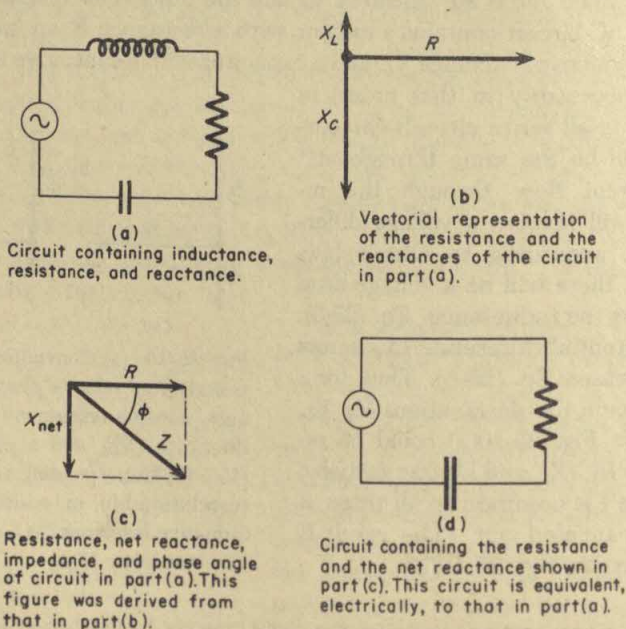 X_L
R
X_C
(a)
Circuit containing inductance,
resistance, and reactance.
(b)
Vectorial representation
of the resistance and the
reactances of the circuit
in part(a).
R
X_net
φ
Z
(c)
Resistance, net reactance,
impedance, and phase angle
of circuit in part(a).This
figure was derived from
that in part(b).
(d)
Circuit containing the resistance
and the net reactance shown in
part(c).This circuit is equivalent,
electrically, to that in part(a).